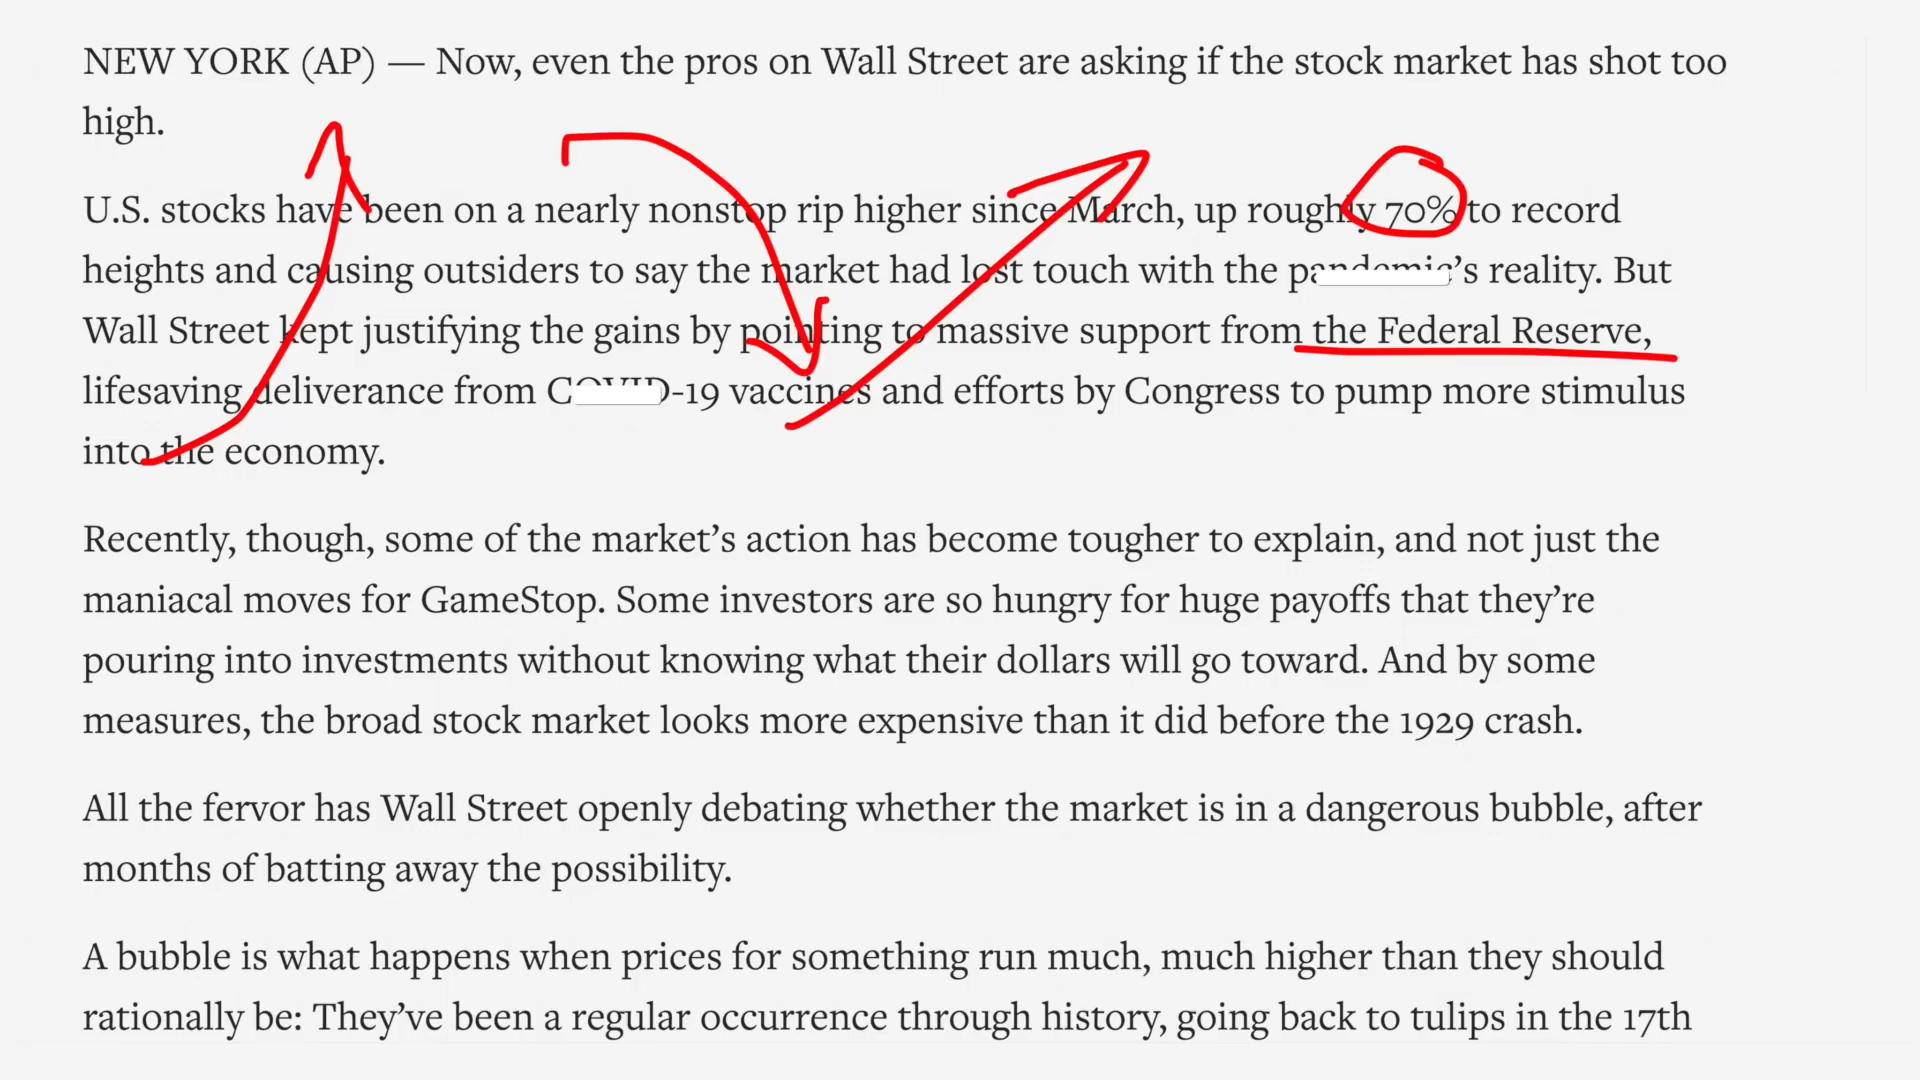 NEW YORK (AP) — Now, even the pros on Wall Street are asking if the stock market has shot too
high.
U.S. stocks have been on a nearly nonstop rip higher since March, up roughly 70% to record
heights and causing outsiders to say the market had lost touch with the pandemic’s reality. But
Wall Street kept justifying the gains by pointing to massive support from the Federal Reserve,
lifesaving deliverance from COVID-19 vaccines and efforts by Congress to pump more stimulus
into the economy.
Recently, though, some of the market’s action has become tougher to explain, and not just the
maniacal moves for GameStop. Some investors are so hungry for huge payoffs that they’re
pouring into investments without knowing what their dollars will go toward. And by some
measures, the broad stock market looks more expensive than it did before the 1929 crash.
All the fervor has Wall Street openly debating whether the market is in a dangerous bubble, after
months of batting away the possibility.
A bubble is what happens when prices for something run much, much higher than they should
rationally be: They’ve been a regular occurrence through history, going back to tulips in the 17th